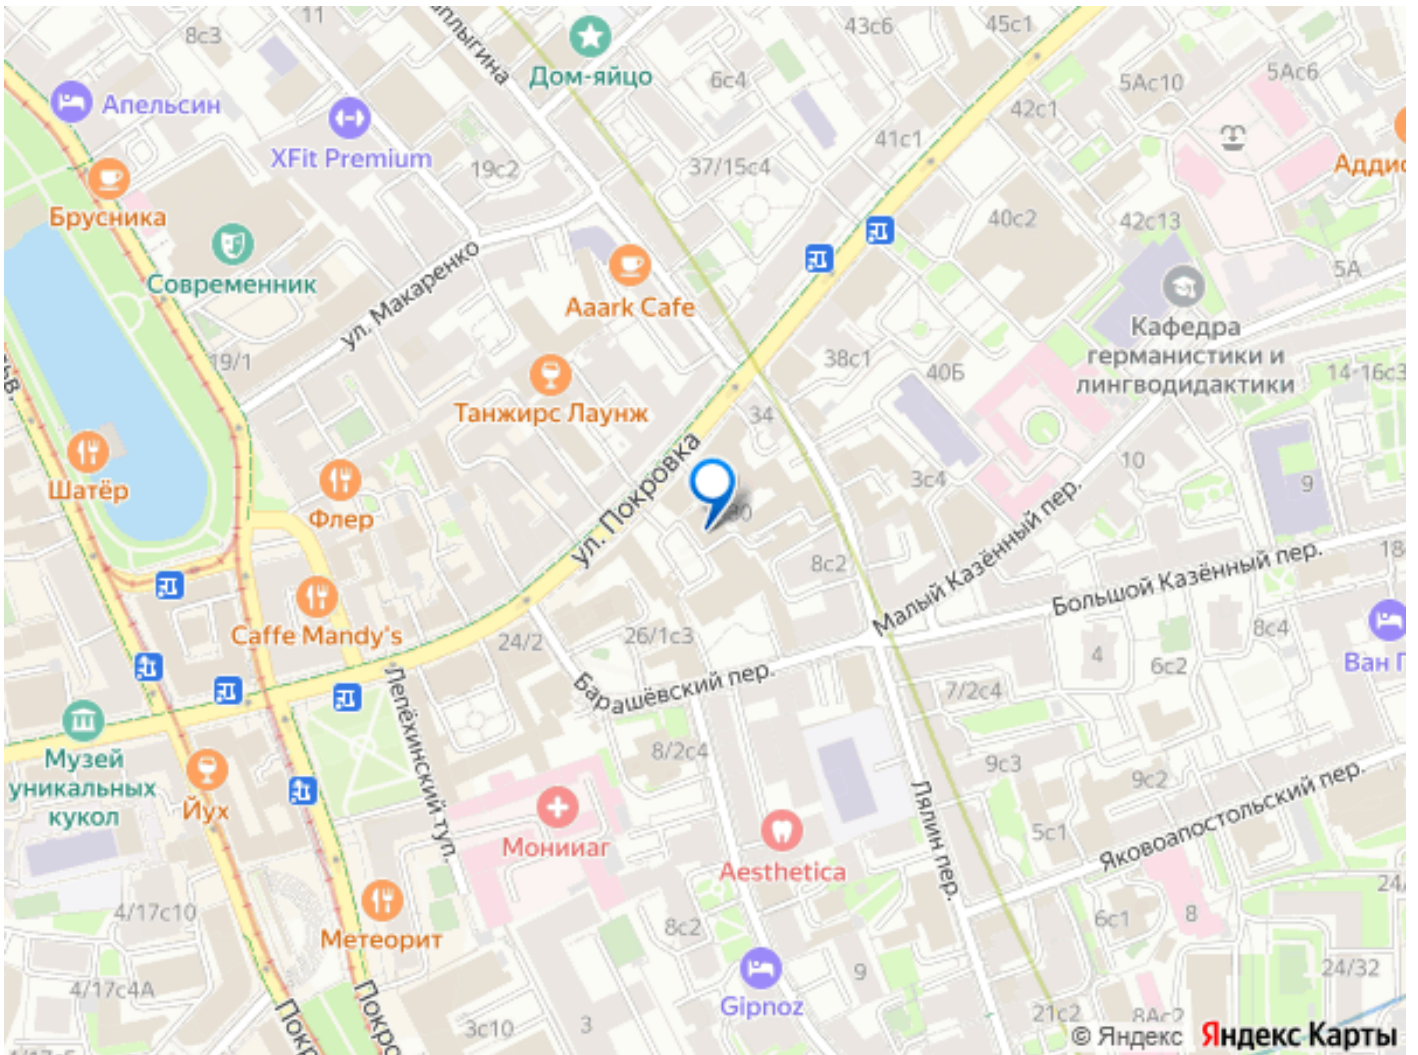 11
8с3
43с6
45с1
Дом-яйцо
6с4
5Ас6
5Ас10
Апельсин
42с1
XFit Premium
41с1
19с2
37/15с4
Аддис
Брусника
40с2
42с13
ул. Макаренко
Современник
5А
Aaark Cafe
Кафедра
германистики и
лингводидактики
19/1
38с1
40Б
14-16с3
Танжирс Лаунж
34
ул. Покровка
Шатёр
Флер
10
3с4
9
Малый Казённый пер.
8с2
Большой Казённый пер.
18
Caffe Mandy's
24/2
26/1с3
8с4
4
6с2
Ван Г
Барашёвский пер.
7/2с4
Лепёхинский туп.
Музей
уникальных
кукол
Йух
8/2с4
9с3
9с2
Яковоапостольский пер.
Лялин пер.
Мониоаг
Aesthetica
5с1
24/
4/17с10
Метеорит
8с2
6с1
8
9
24/32
4/17с4А
Gipnoz
3с10
3
21с2
8Ас2
© Яндекс Яндекс Карты